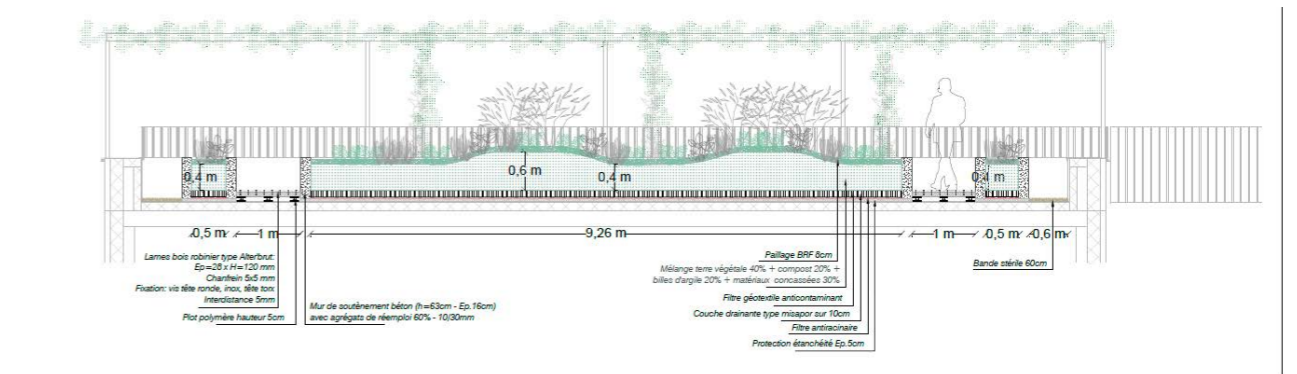 0,4 m
0,6 m
0,4 m
0,4 m
0,5 m
1 m
9,26 m
1 m
0,5 m
0,6 m
Lames bois robinier type Alterbrut:
Ep=28 x H=120 mm
Chanfrein 5x5 mm
Fixation: vis tête ronde, inox, tête torx
Interdistance 5mm
Plot polymère hauteur 5cm
Mur de soutènement béton (h=63cm - Ep.16cm)
avec agrégats de réemploi 60% - 10/30mm
Paillage BRF 8cm
Mélange terre végétale 40% + compost 20% +
billes d'argile 20% + matériaux concassées 30%
Filtre géotextile anticontaminant
Couche drainante type misapor sur 10cm
Filtre antiracinaire
Protection étanchéité Ep.5cm
Bande stérile 60cm